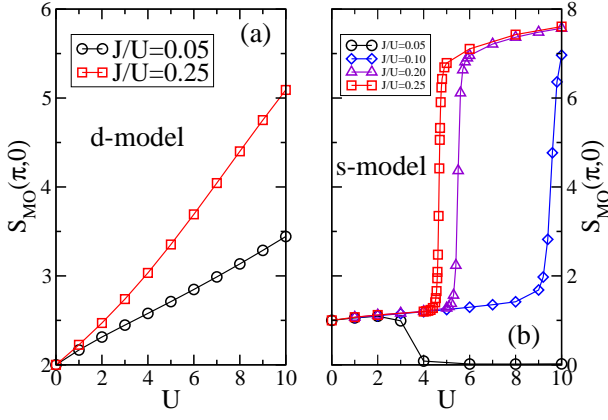 (a)
J/U=0.05
J/U=0.25
d-model
S_MO(π,0)
6
5
4
3
2
0 2 4 6 8 10
U
J/U=0.05
J/U=0.10
J/U=0.20
J/U=0.25
s-model
(b)
8
6
4
2
0
S_MO(π,0)
0 2 4 6 8 10
U